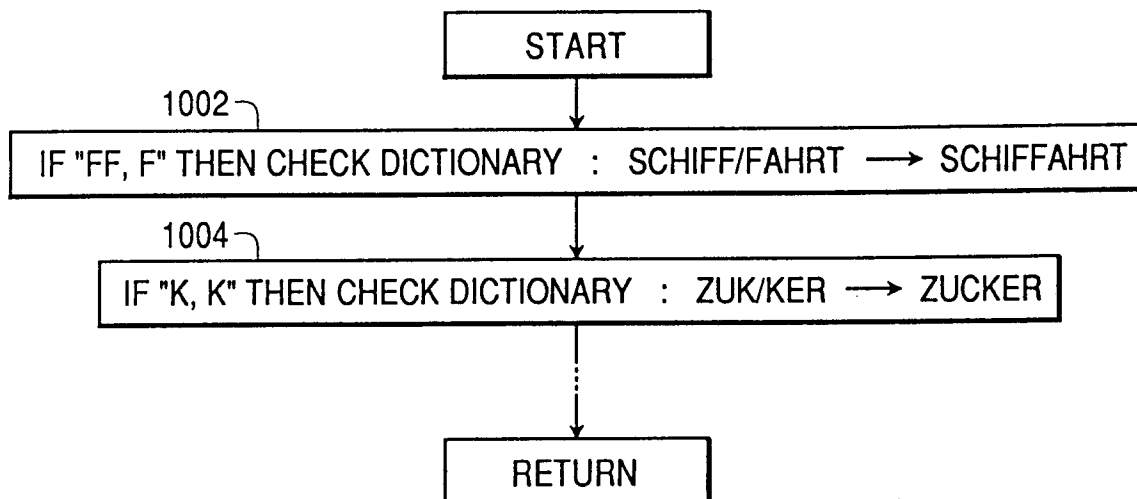 START
1002
IF "FF, F" THEN CHECK DICTIONARY : SCHIFF/FAHRT → SCHIFFAHRT
1004
IF "K, K" THEN CHECK DICTIONARY : ZUK/KER → ZUCKER
RETURN